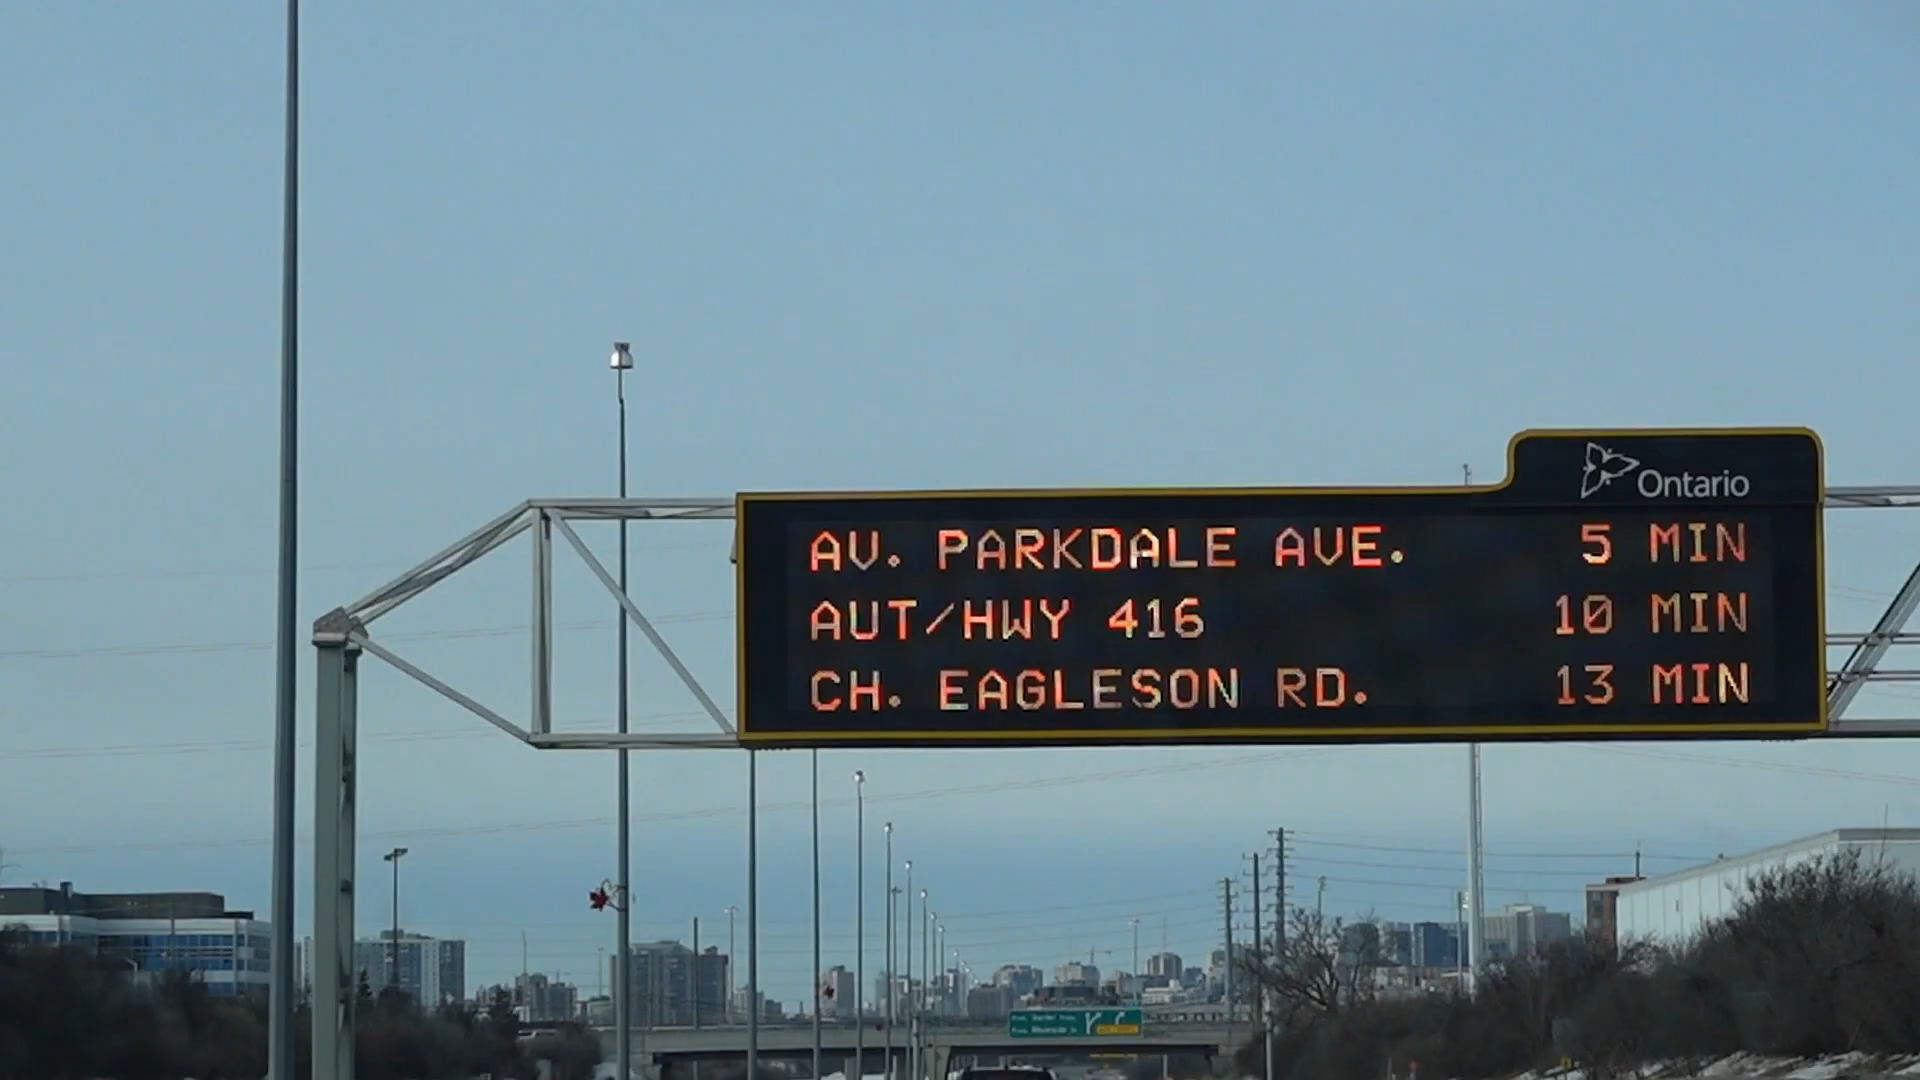 Ontario
AV. PARKDALE AVE. 5 MIN
AUT/HWY 416 10 MIN
CH. EAGLESON RD. 13 MIN